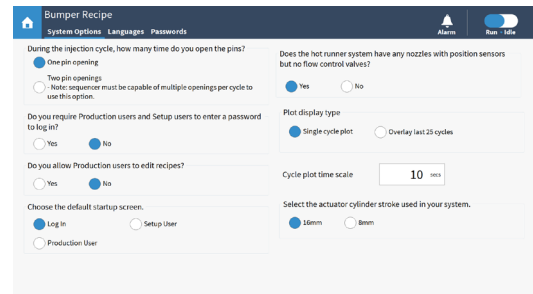 Bumper Recipe
System Options Languages Passwords
Alarm
Run - Idle
During the injection cycle, how many time do you open the pins?
One pin opening
Two pin openings
- Note: sequencer must be capable of multiple openings per cycle to
use this option.
Do you require Production users and Setup users to enter a password
to log in?
Yes No
Do you allow Production users to edit recipes?
Yes No
Choose the default startup screen.
Log In Setup User
Production User
Does the hot runner system have any nozzles with position sensors
but no flow control valves?
Yes No
Plot display type
Single cycle plot Overlay last 25 cycles
Cycle plot time scale 10 secs
Select the actuator cylinder stroke used in your system.
16mm 8mm